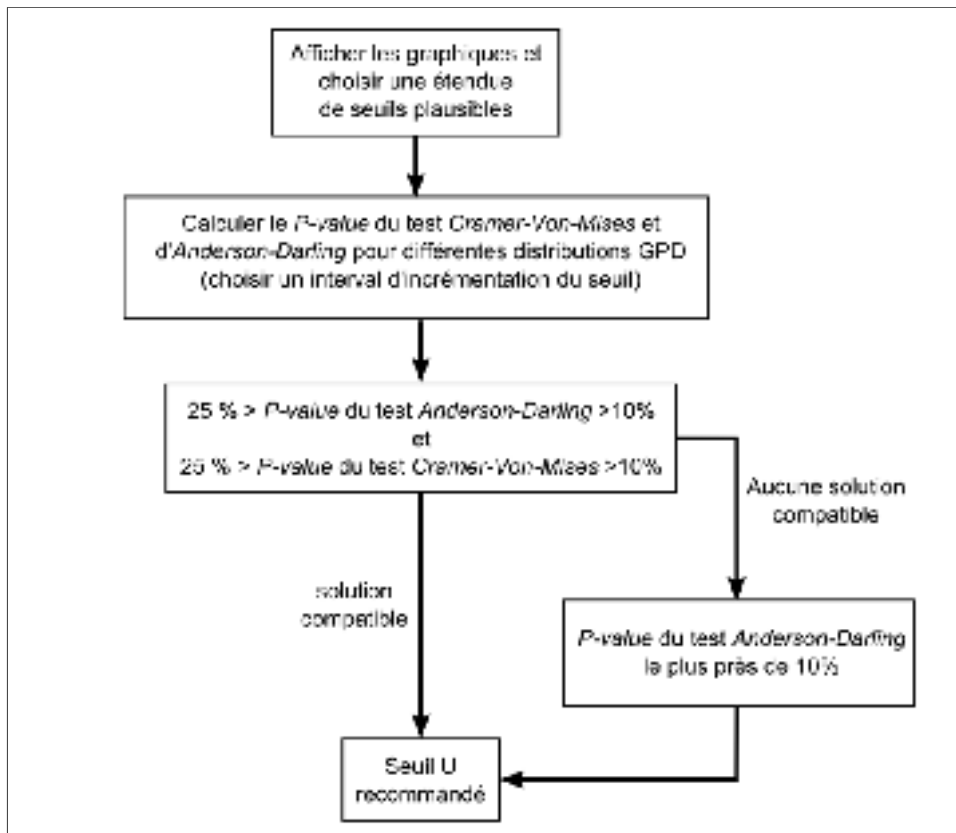 Afficher les graphiques et
choisir une étendue
de seuils plausibles
Calculer le P-value du test Cramer-Von-Mises et
d'Anderson-Darling pour différentes distributions GPD
(choisir un interval d'incrémentation du seuil)
25 % > P-value du test Anderson-Darling >10%
et
25 % > P-value du test Cramer-Von-Mises >10%
Aucune solution
compatible
solution
compatible
P-value du test Anderson-Darling
le plus près de 10%
Seuil U
recommandé